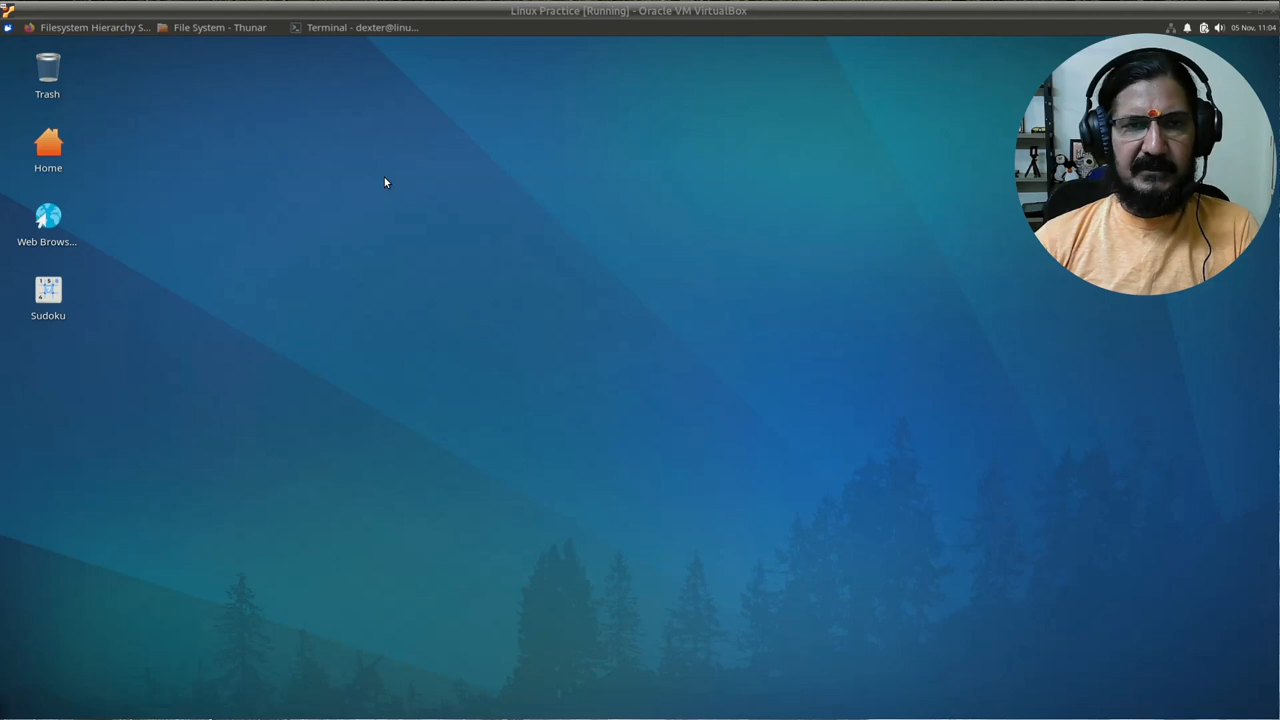 Linux Practice [Running] - Oracle VM VirtualBox
Filesystem Hierarchy S... File System - Thunar Terminal - dexter@linu... 05 Nov, 11:04
Trash
Home
Web Brows...
Sudoku